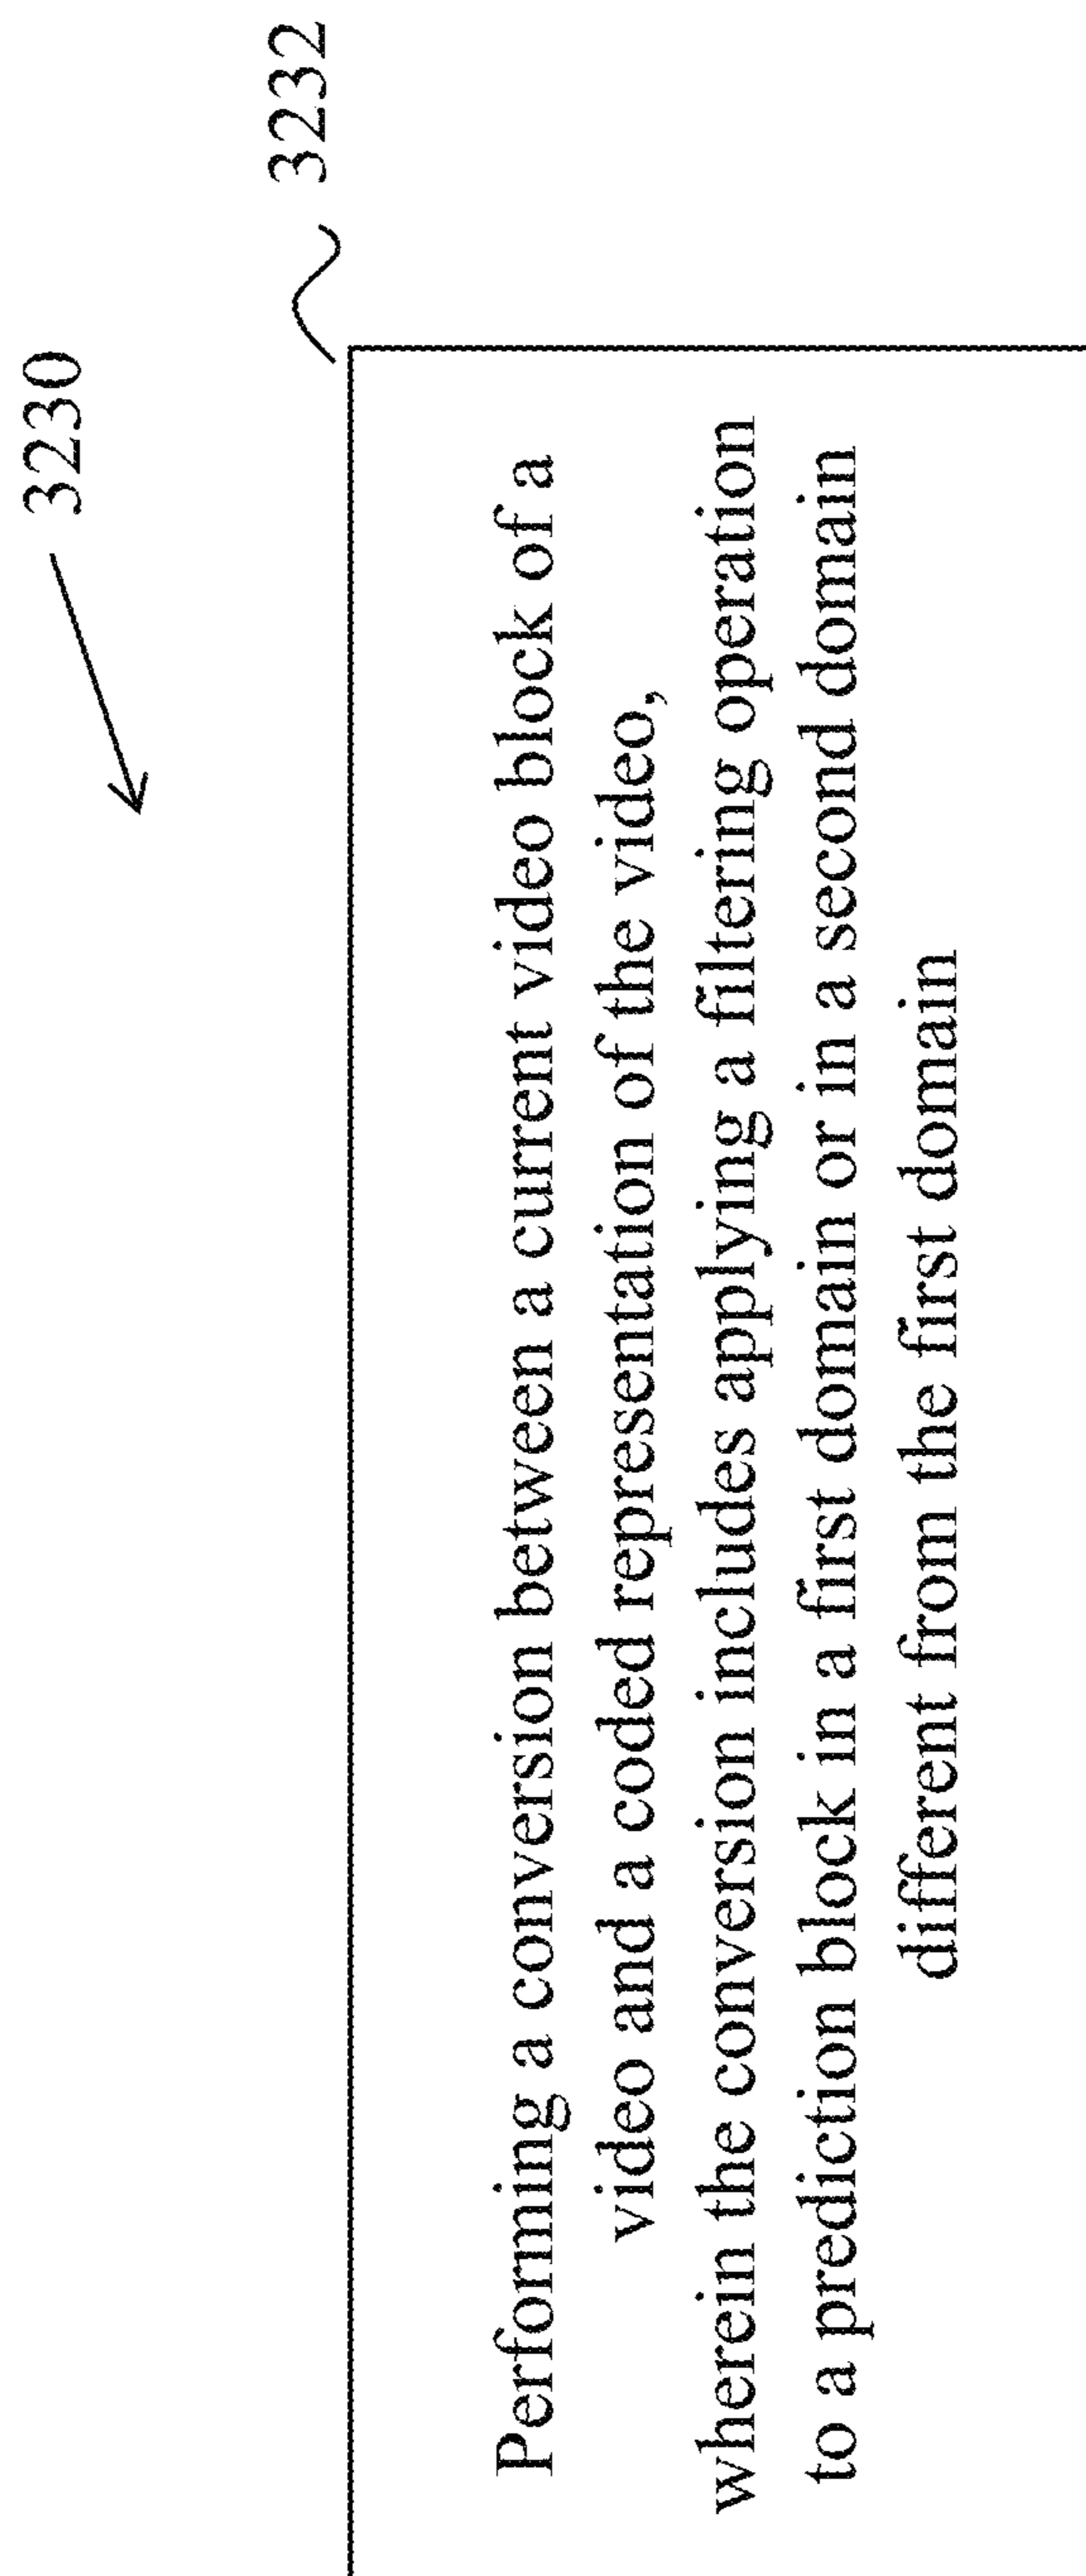 3230
3232
Performing a conversion between a current video block of a
video and a coded representation of the video,
wherein the conversion includes applying a filtering operation
to a prediction block in a first domain or in a second domain
different from the first domain